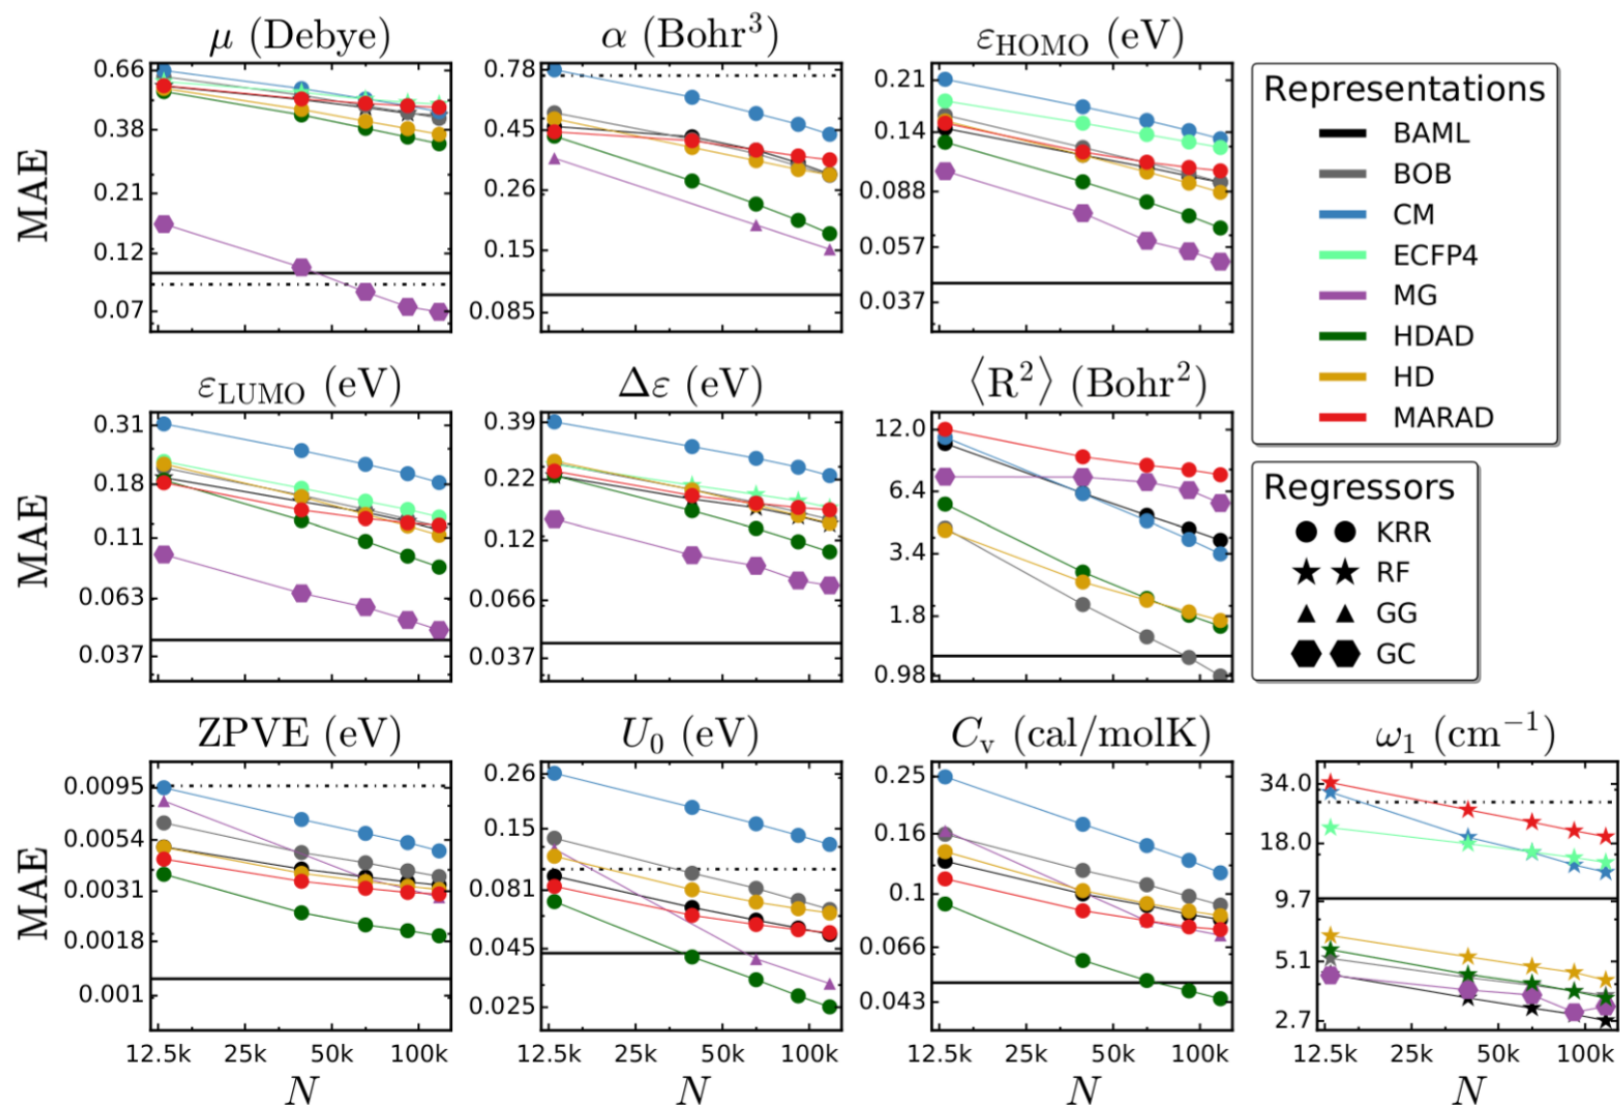 μ (Debye)
α (Bohr³)
ε_HOMO (eV)
MAE
0.66
0.38
0.21
0.12
0.07
0.78
0.45
0.26
0.15
0.085
0.21
0.14
0.088
0.057
0.037
Representations
BAML
BOB
CM
ECFP4
MG
HDAD
HD
MARAD
ε_LUMO (eV)
Δε (eV)
⟨R²⟩ (Bohr²)
MAE
0.31
0.18
0.11
0.063
0.037
0.39
0.22
0.12
0.066
0.037
12.0
6.4
3.4
1.8
0.98
Regressors
KRR
RF
GG
GC
ZPVE (eV)
U₀ (eV)
C_v (cal/molK)
ω₁ (cm⁻¹)
MAE
0.0095
0.0054
0.0031
0.0018
0.001
0.26
0.15
0.081
0.045
0.025
0.25
0.16
0.1
0.066
0.043
34.0
18.0
9.7
5.1
2.7
12.5k 25k 50k 100k
12.5k 25k 50k 100k
12.5k 25k 50k 100k
12.5k 25k 50k 100k
N
N
N
N